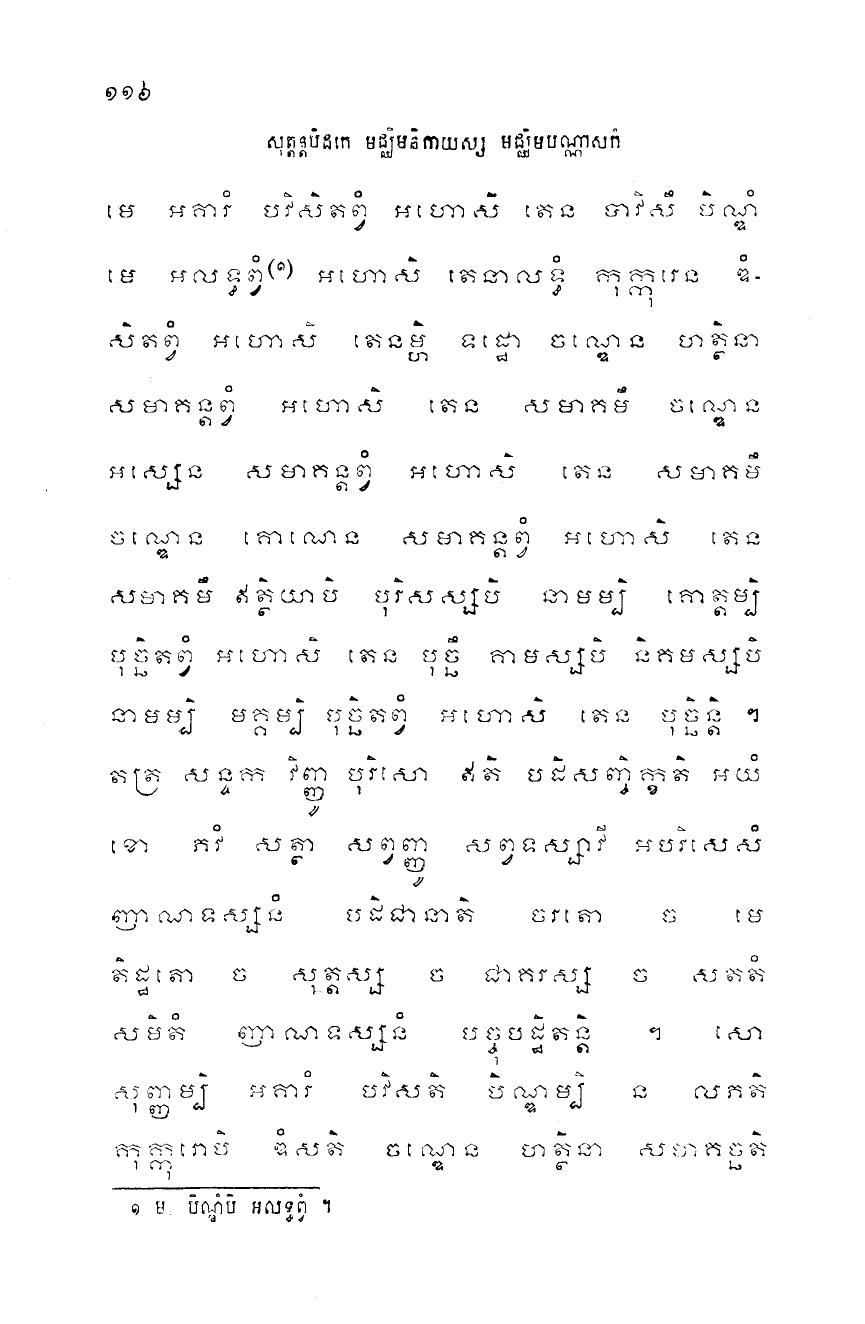 ១១៦
សុត្តន្តបិដកេ មជ្ឈិមនិកាយស្ស មជ្ឈិមបណ្ណាសកំ
មេ អគារំ បវិសិតព្វំ អហោសិ តេន បាវិសឹ បិណ្ឌំ
មេ អលទ្ធព្វំ(១) អហោសិ តេនាលទ្ធំ កុក្កុរេន ឌំ-
សិតព្វំ អហោសិ តេនម្ហិ ទដ្ឋោ ចណ្ឌេន ហត្ថិនា
សមាគន្តព្វំ អហោសិ តេន សមាគមឹ ចណ្ឌេន
អស្សេន សមាគន្តព្វំ អហោសិ តេន សមាគមឹ
ចណ្ឌេន គោណេន សមាគន្តព្វំ អហោសិ តេន
សមាគមឹ ឥត្ថិយាបិ បុរិសស្សបិ នាមម្បិ គោត្តម្បិ
បុច្ឆិតព្វំ អហោសិ តេន បុច្ឆឹ គាមស្សបិ និគមស្សបិ
នាមម្បិ មគ្គម្បិ បុច្ឆិតព្វំ អហោសិ តេន បុច្ឆិន្តិ ។
តត្រ សន្ទក វិញ្ញូ បុរិសោ ឥតិ បដិសញ្ចិក្ខតិ អយំ
ខោ ភវំ សត្ថា សព្វញ្ញូ សព្វទស្សាវី អបរិសេសំ
ញាណទស្សនំ បដិជានាតិ ចរតោ ច មេ
តិដ្ឋតោ ច សុត្តស្ស ច ជាគរស្ស ច សតតំ
សមិតំ ញាណទស្សនំ បច្ចុបដ្ឋិតន្តិ ។ សោ
សុញ្ញម្បិ អគារំ បវិសតិ បិណ្ឌម្បិ ន លភតិ
កុក្កុរោបិ ឌំសតិ ចណ្ឌេន ហត្ថិនា សមាគច្ឆតិ
១ ម. បិណ្ឌំបិ អលទ្ធព្វំ ។